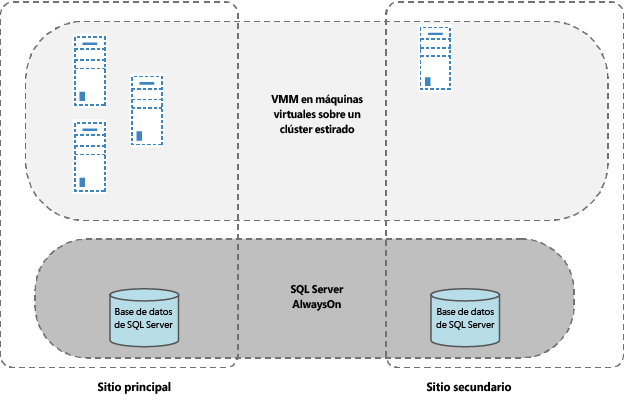 VMM en máquinas
virtuales sobre un
clúster estirado
SQL Server
AlwaysOn
Base de datos
de SQL Server
Base de datos
de SQL Server
Sitio principal
Sitio secundario